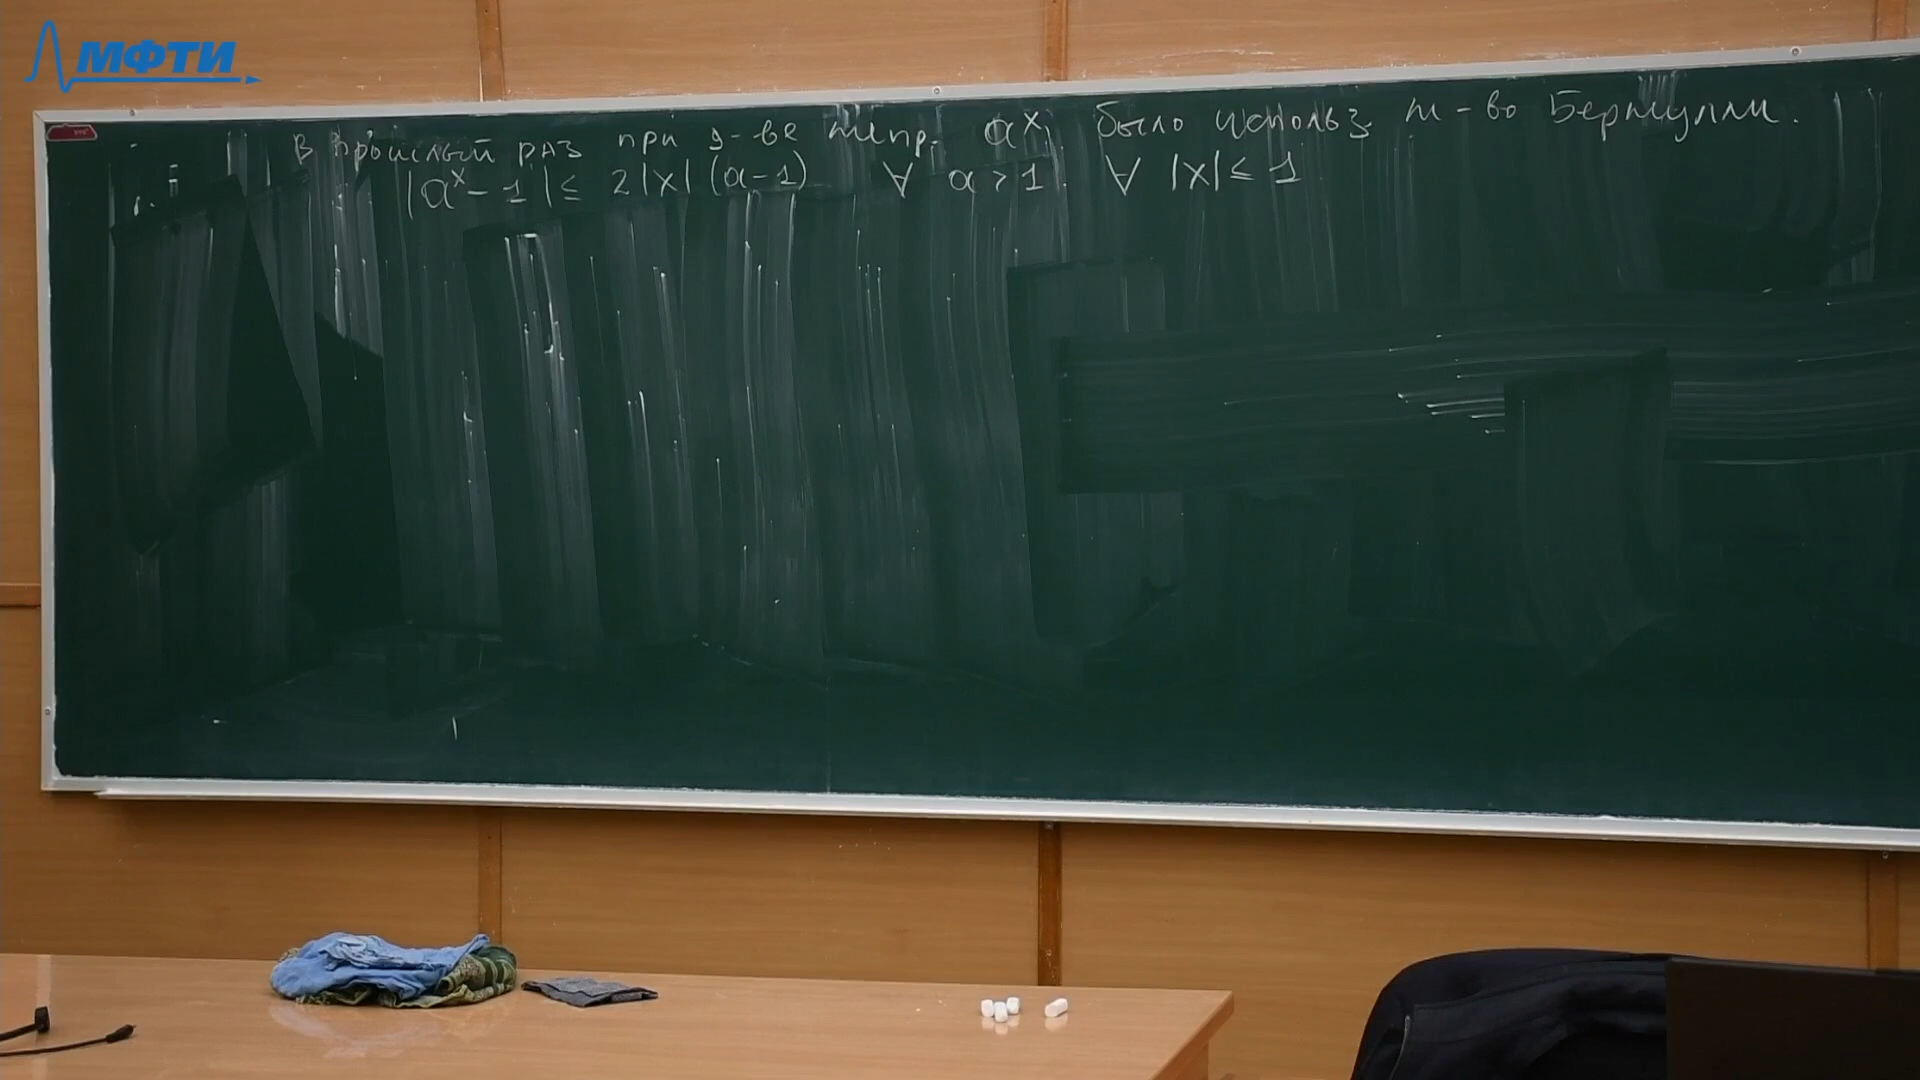 МФТИ
В прошлый раз при д-ве непр. a^x, было использ. н-во Бернулли.
|a^x - 1| ≤ 2|x|(a-1) ∀ a>1. ∀ |x| ≤ 1